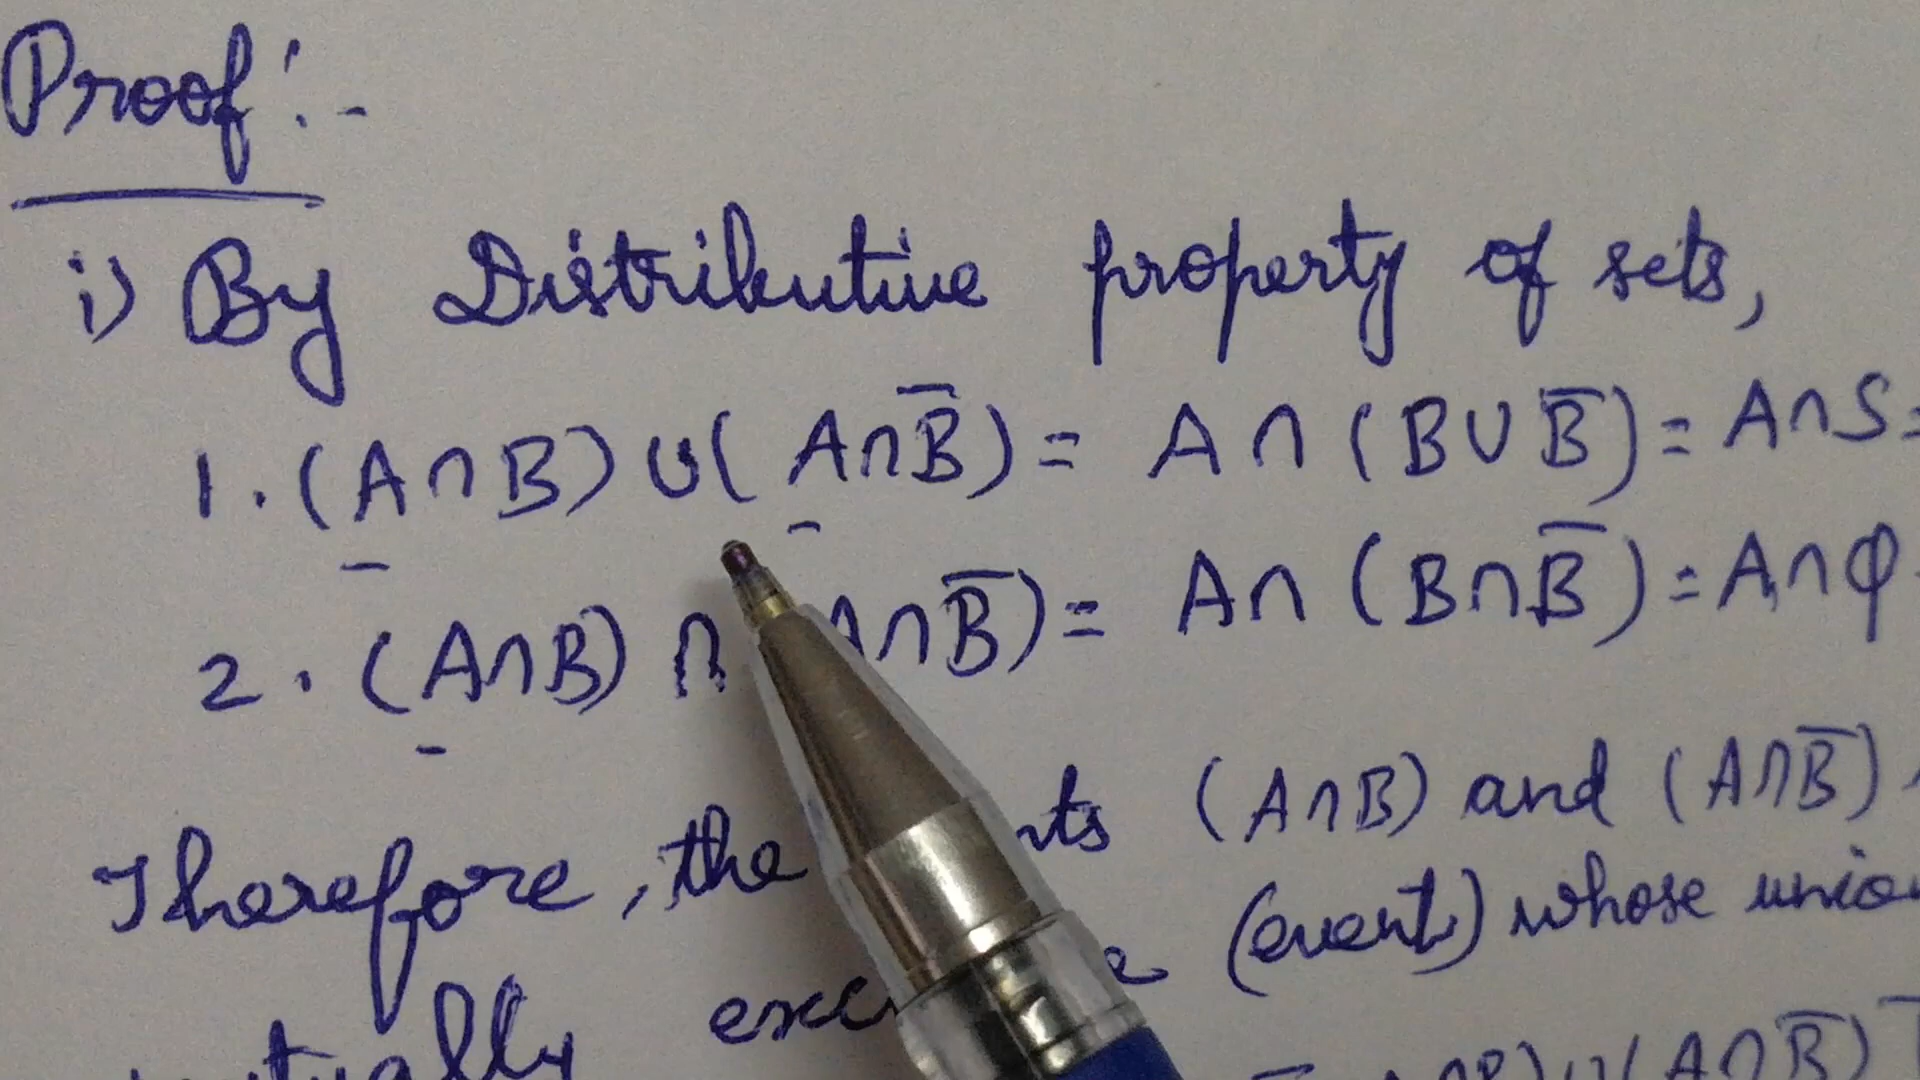 Proof:-
i) By Distributive property of sets,
1. (A∩B) ∪ (A∩B̅) = A∩(B∪B̅) = A∩S =
2. (A∩B) ∩ A∩B̅) = A∩(B∩B̅) = A∩φ
Therefore, the (A∩B) and (A∩B̅)
(event) whose
∪(A∩B̅)